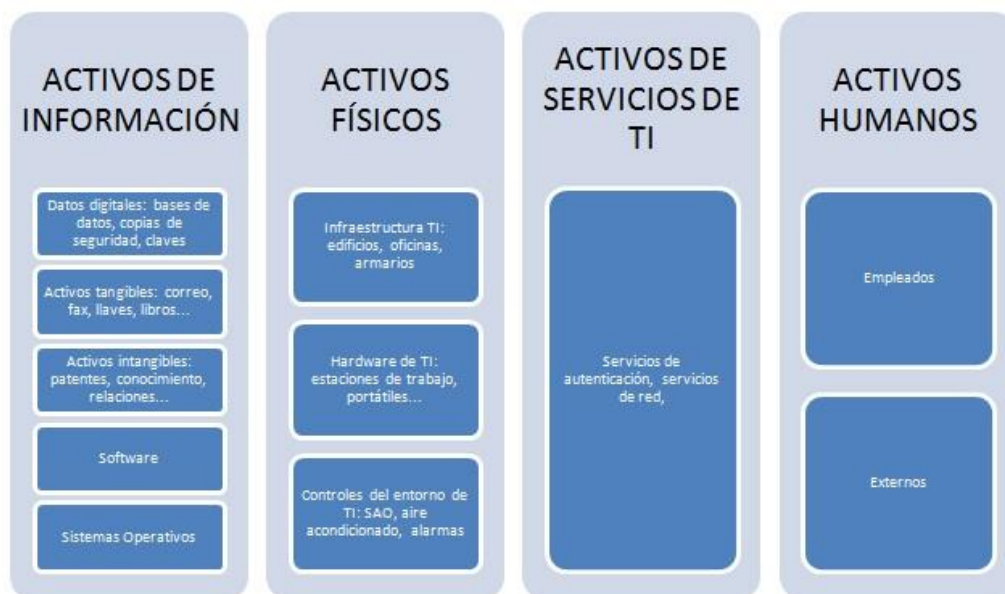 ACTIVOS DE
INFORMACIÓN
Datos digitales: bases de
datos, copias de
seguridad, claves
Activos tangibles: correo,
fax, llaves, libros...
Activos intangibles:
patentes, conocimiento,
relaciones...
Software
Sistemas Operativos
ACTIVOS
FÍSICOS
Infraestructura TI:
edificios, oficinas,
armarios
Hardware de TI:
estaciones de trabajo,
portátiles...
Controles del entorno de
TI: SAO, aire
acondicionado, alarmas
ACTIVOS DE
SERVICIOS DE
TI
Servicios de
autenticación, servicios
de red,
ACTIVOS
HUMANOS
Empleados
Externos